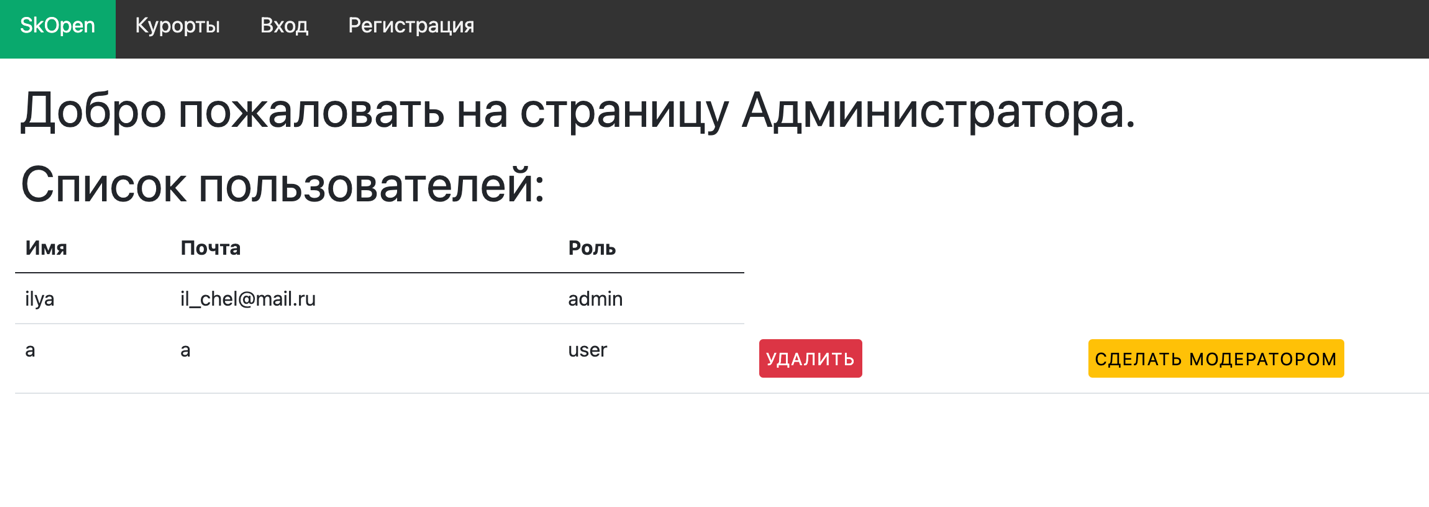 SkOpen Курорты Вход Регистрация
Добро пожаловать на страницу Администратора.
Список пользователей:
Имя Почта Роль
ilya il_chel@mail.ru admin
a a user УДАЛИТЬ СДЕЛАТЬ МОДЕРАТОРОМ